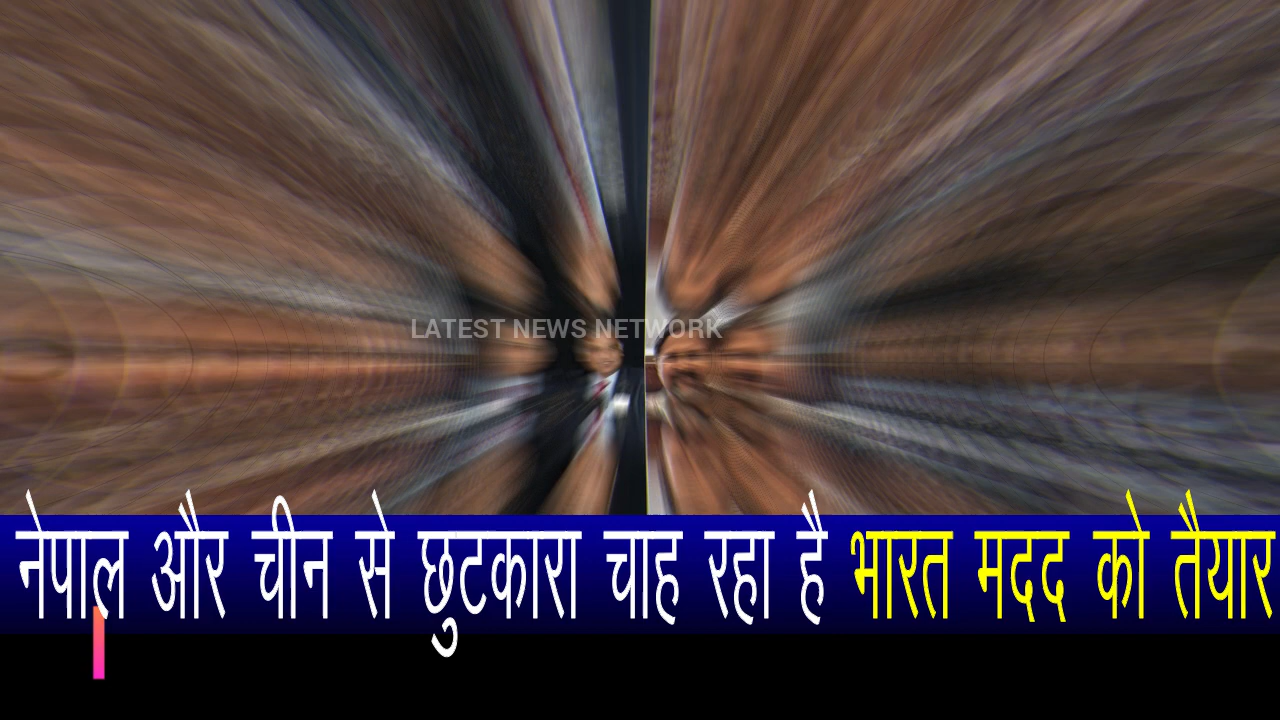 LATEST NEWS NETWORK
नेपाल और चीन से छुटकारा चाह रहा है भारत मदद को तैयार